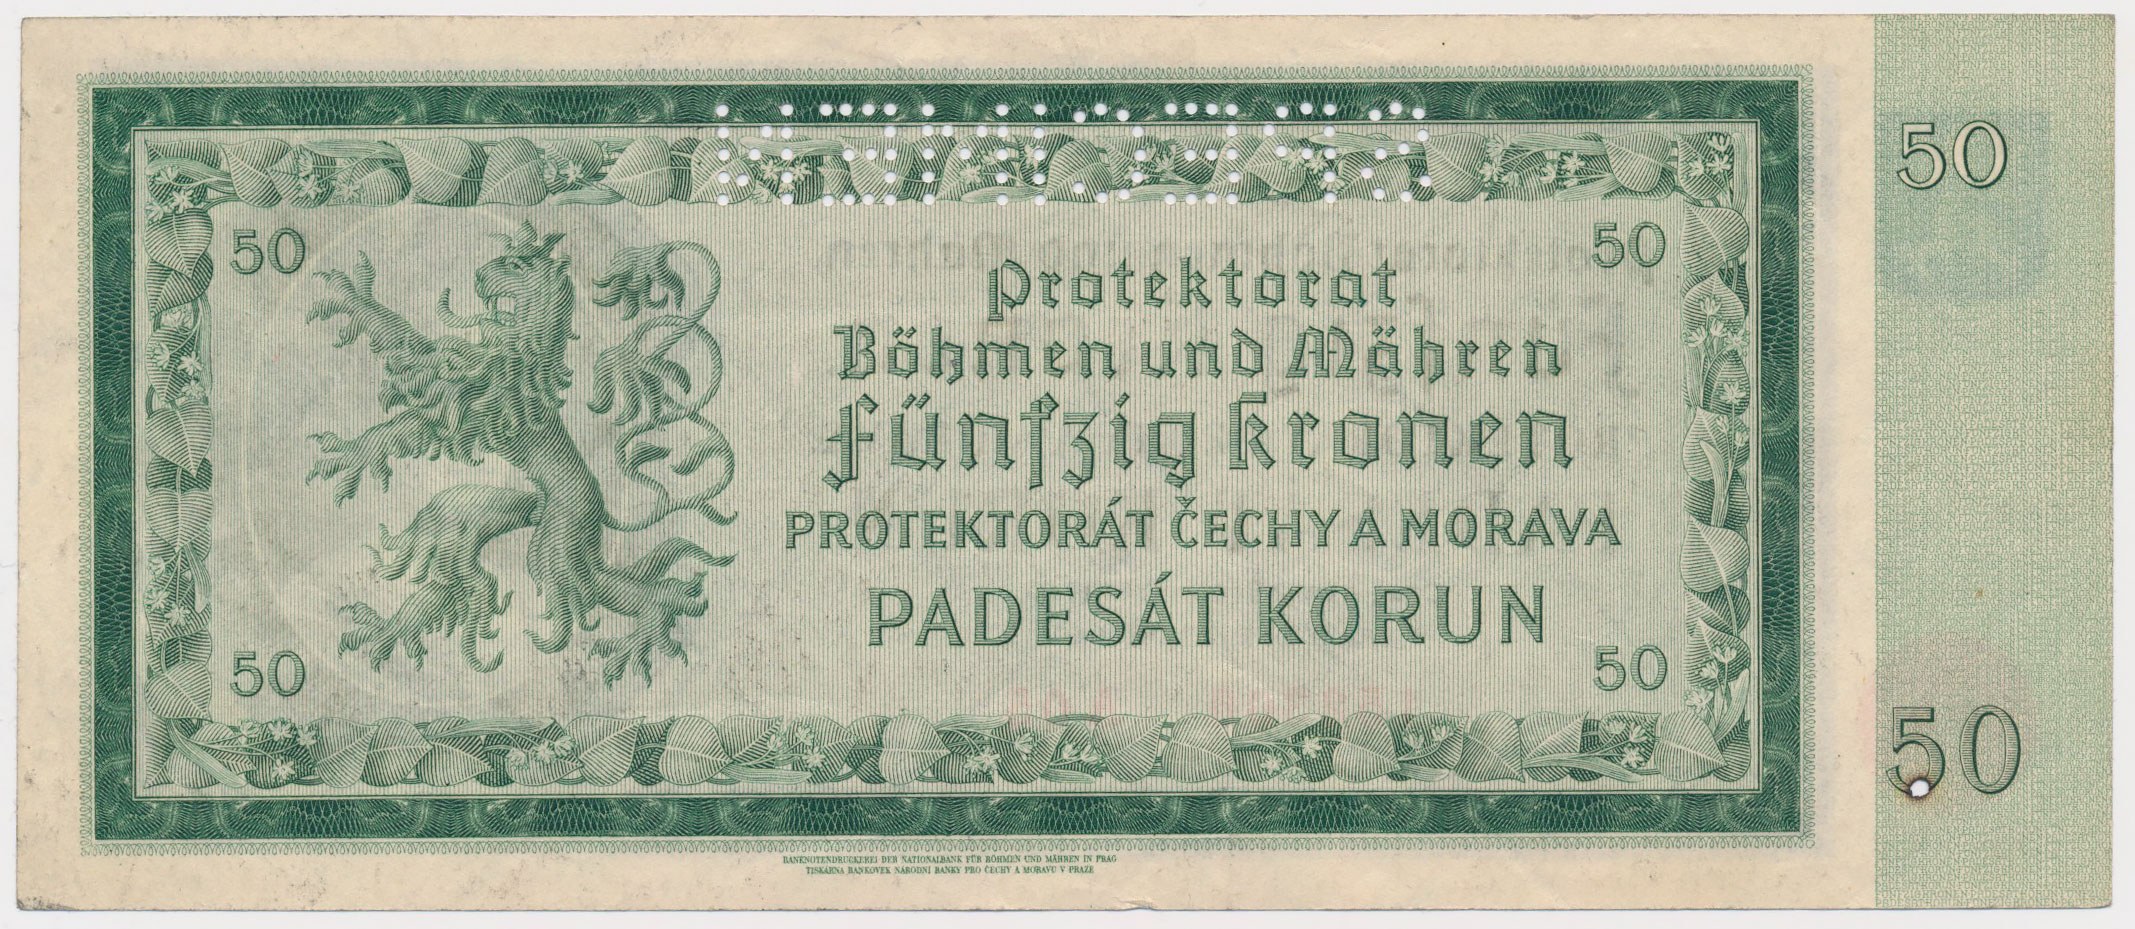 SPECIMEN
50
50
50
Protektorat
Böhmen und Mähren
Fünfzig Kronen
PROTEKTORÁT ČECHY A MORAVA
PADESÁT KORUN
50
50
50
BANKNOTENDRUCKEREI DER NATIONALBANK FÜR BÖHMEN UND MÄHREN IN PRAG
TISKÁRNA BANKOVEK NÁRODNÍ BANKY PRO ČECHY A MORAVU V PRAZE